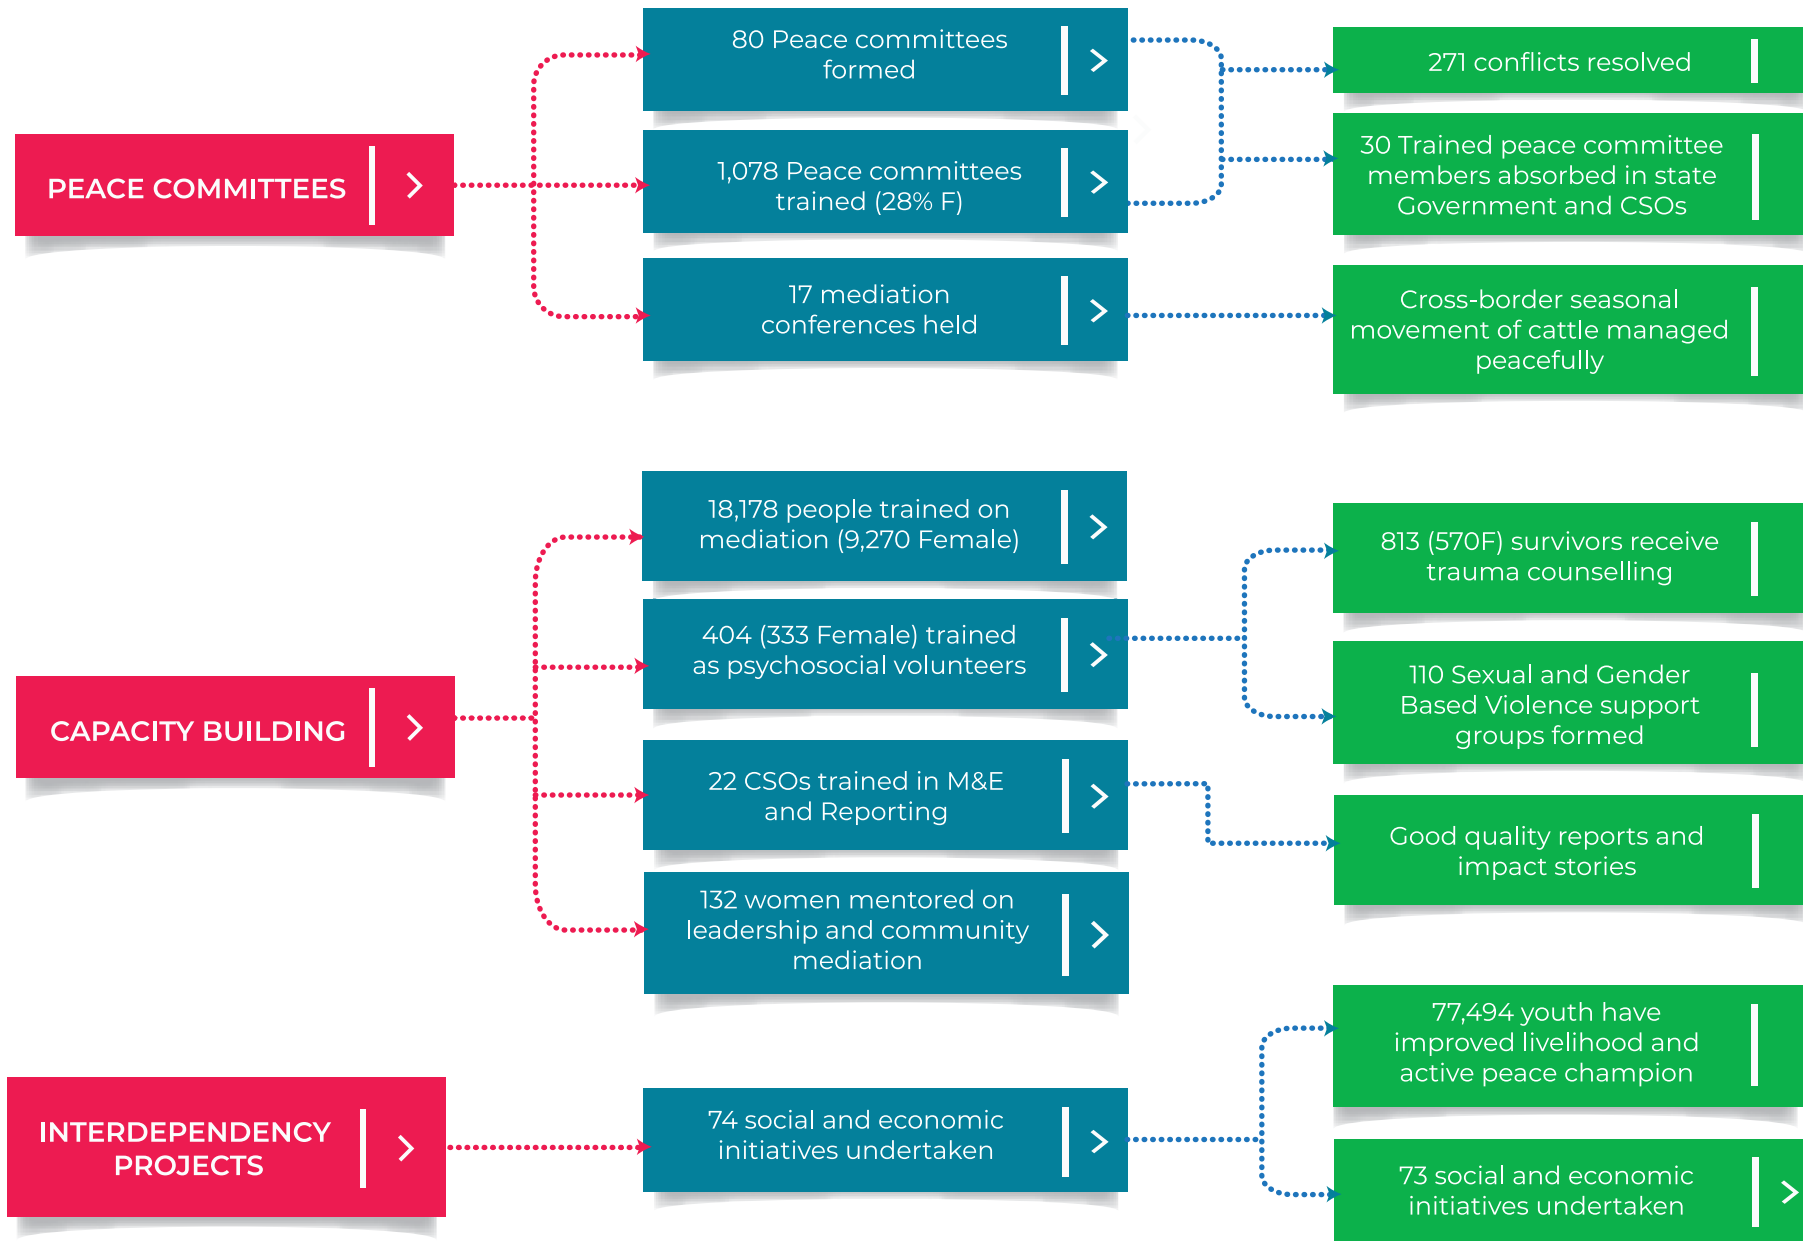 PEACE COMMITTEES
80 Peace committees
formed
1,078 Peace committees
trained (28% F)
17 mediation
conferences held
271 conflicts resolved
30 Trained peace committee
members absorbed in state
Government and CSOs
Cross-border seasonal
movement of cattle managed
peacefully
CAPACITY BUILDING
18,178 people trained on
mediation (9,270 Female)
404 (333 Female) trained
as psychosocial volunteers
22 CSOs trained in M&E
and Reporting
132 women mentored on
leadership and community
mediation
813 (570F) survivors receive
trauma counselling
110 Sexual and Gender
Based Violence support
groups formed
Good quality reports and
impact stories
INTERDEPENDENCY
PROJECTS
74 social and economic
initiatives undertaken
77,494 youth have
improved livelihood and
active peace champion
73 social and economic
initiatives undertaken